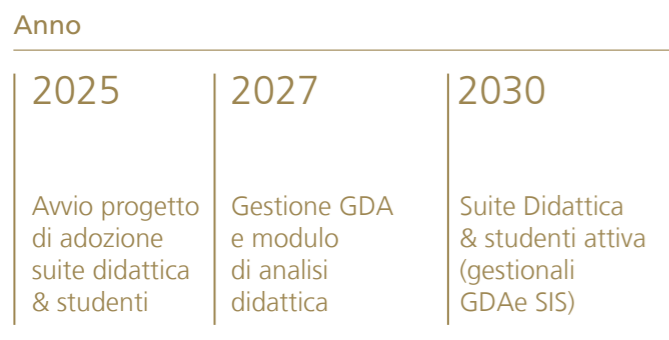 Anno
2025
Avvio progetto
di adozione
suite didattica
& studenti
2027
Gestione GDA
e modulo
di analisi
didattica
2030
Suite Didattica
& studenti attiva
(gestionali
GDAe SIS)